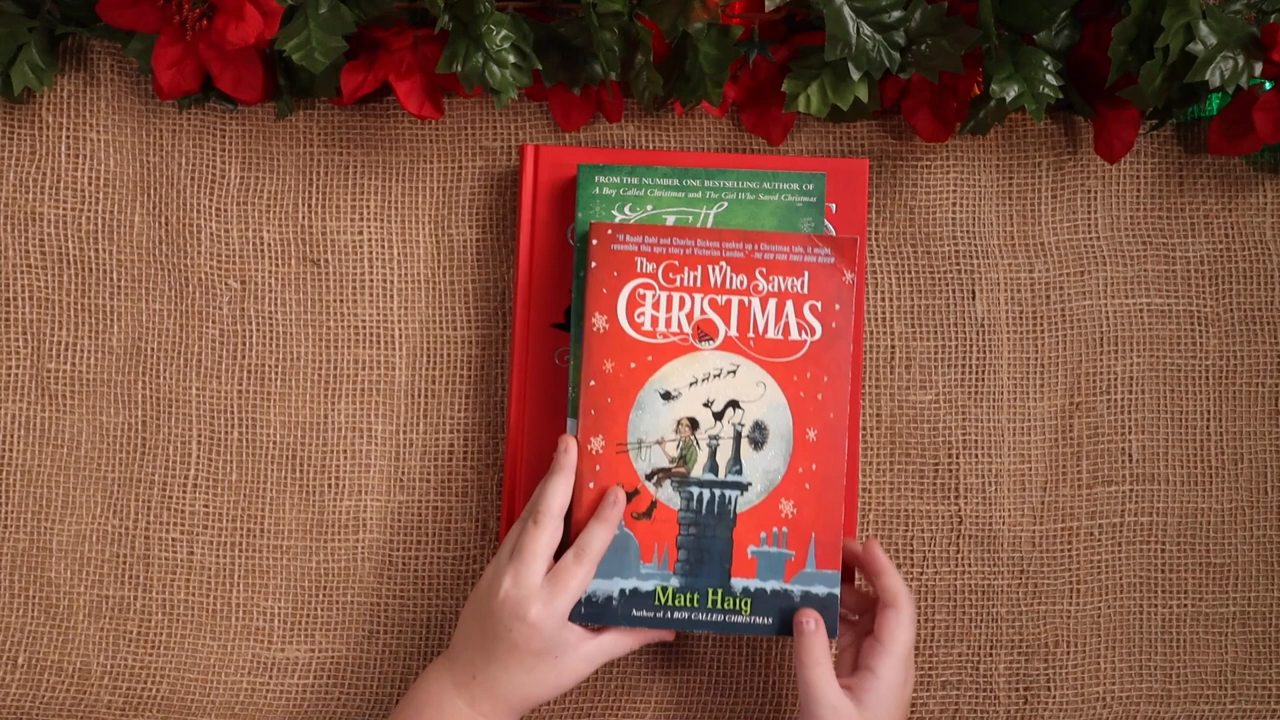 FROM THE NUMBER ONE BESTSELLING AUTHOR OF
A Boy Called Christmas and The Girl Who Saved Christmas
"If Roald Dahl and Charles Dickens cooked up a Christmas tale, it might
resemble this spry story of Victorian London." —THE NEW YORK TIMES BOOK REVIEW
The Girl Who Saved
CHRISTMAS
Matt Haig
Author of A BOY CALLED CHRISTMAS